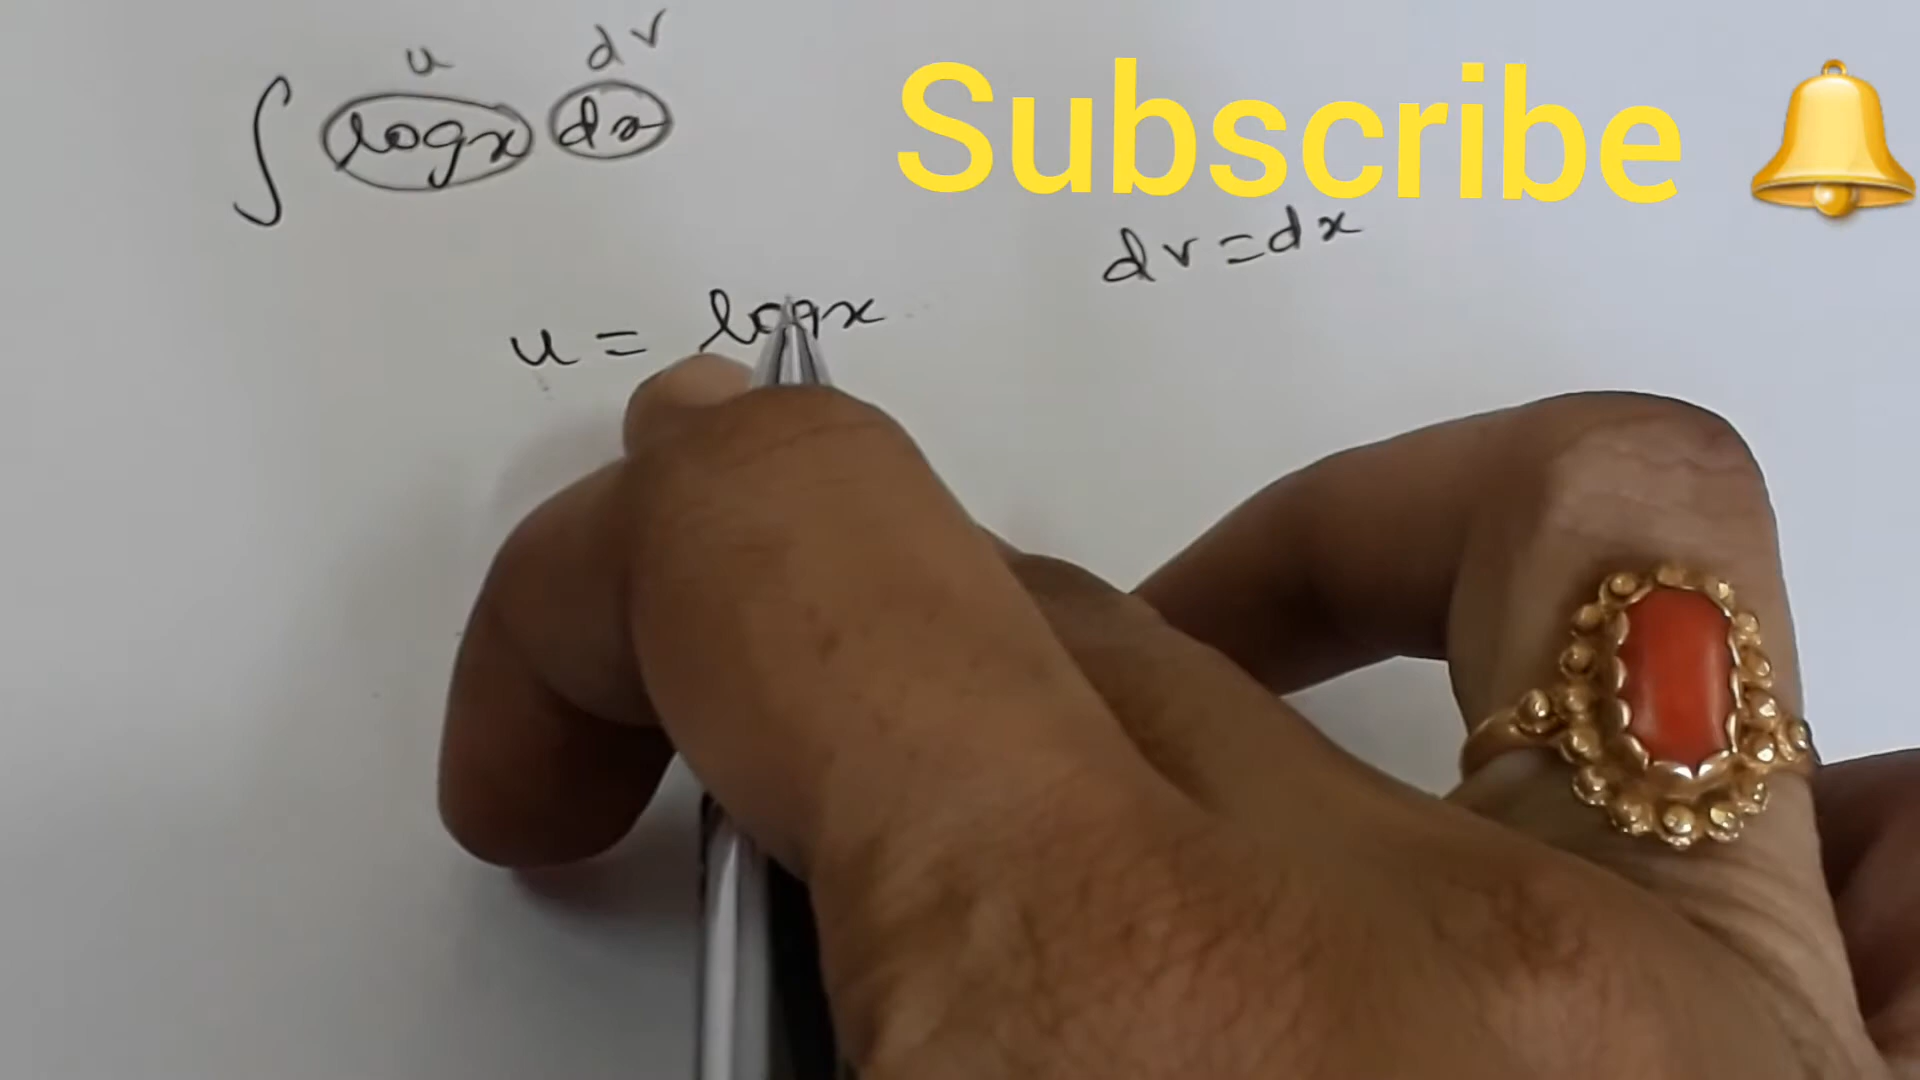 u dv
∫ logx dx
Subscribe 🔔
dv=dx
u = logx